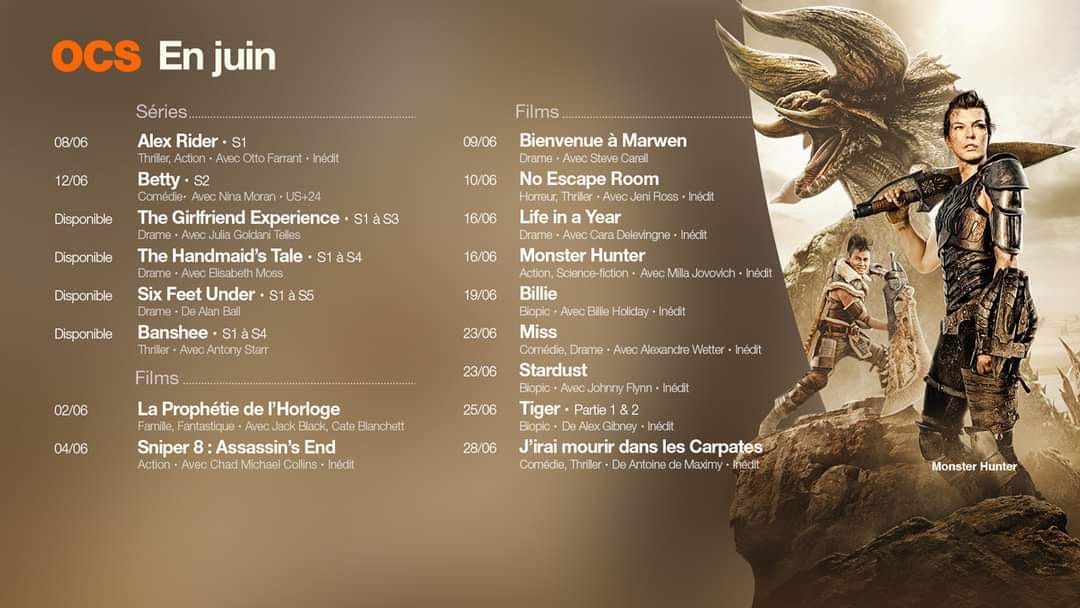 OCS En juin
Séries
08/06 Alex Rider • S1
Thriller, Action • Avec Otto Farrant • Inédit
12/06 Betty • S2
Comédie • Avec Nina Moran • US+24
Disponible The Girlfriend Experience • S1 à S3
Drame • Avec Julia Goldani Telles
Disponible The Handmaid's Tale • S1 à S4
Drame • Avec Elisabeth Moss
Disponible Six Feet Under • S1 à S5
Drame • De Alan Ball
Disponible Banshee • S1 à S4
Thriller • Avec Antony Starr
Films
02/06 La Prophétie de l'Horloge
Famille, Fantastique • Avec Jack Black, Cate Blanchett
04/06 Sniper 8 : Assassin's End
Action • Avec Chad Michael Collins • Inédit
Films
09/06 Bienvenue à Marwen
Drame • Avec Steve Carell
10/06 No Escape Room
Horreur, Thriller • Avec Jeni Ross • Inédit
16/06 Life in a Year
Drame • Avec Cara Delevingne • Inédit
16/06 Monster Hunter
Action, Science-fiction • Avec Milla Jovovich • Inédit
19/06 Billie
Biopic • Avec Billie Holiday • Inédit
23/06 Miss
Comédie, Drame • Avec Alexandre Wetter • Inédit
23/06 Stardust
Biopic • Avec Johnny Flynn • Inédit
25/06 Tiger • Partie 1 & 2
Biopic • De Alex Gibney • Inédit
28/06 J'irai mourir dans les Carpates
Comédie, Thriller • De Antoine de Maximy • Inédit
Monster Hunter